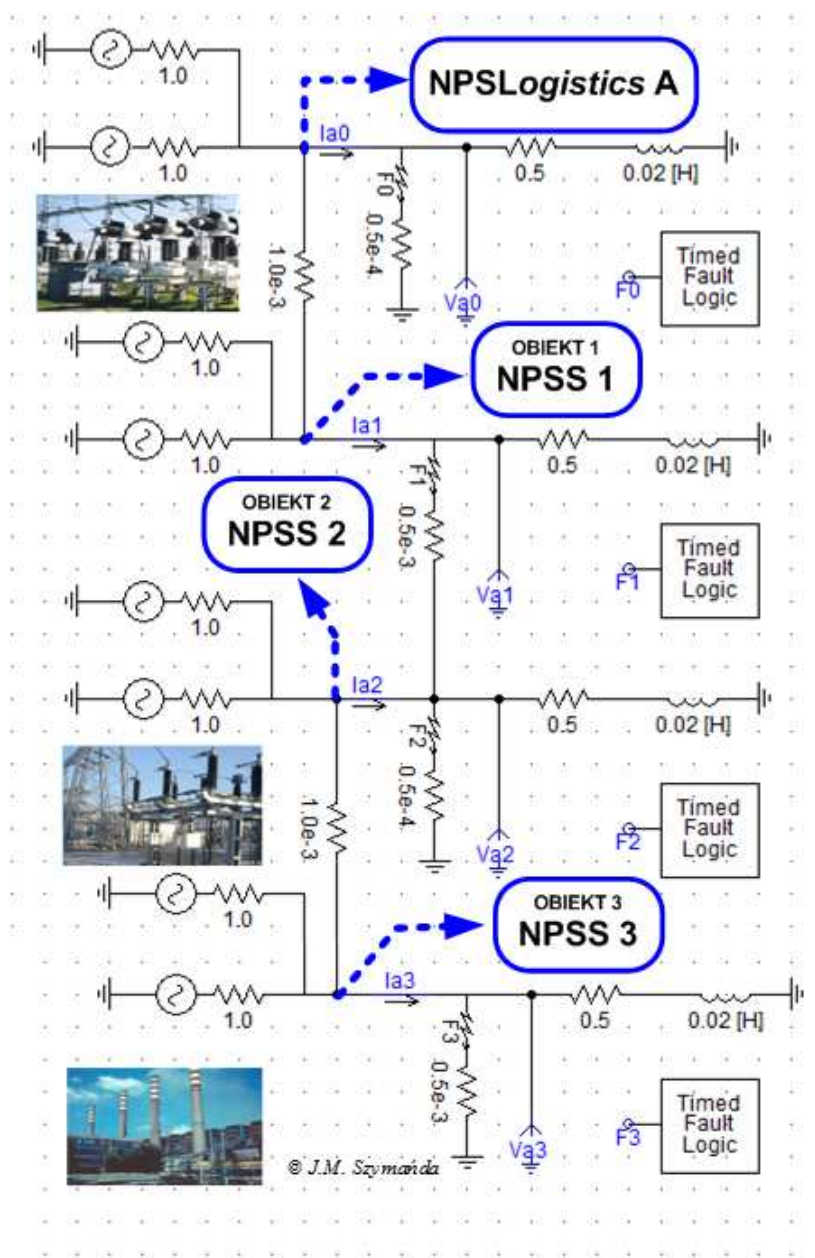 1.0
NPSLogistics A
1.0
Ia0
F0
.0.5e-4.
0.5
0.02 [H]
1.0e-3.
Va0
F0
Timed
Fault
Logic
1.0
OBIEKT 1
NPSS 1
1.0
Ia1
F1
.0.5e-3.
0.5
0.02 [H]
OBIEKT 2
NPSS 2
Va1
F1
Timed
Fault
Logic
1.0
1.0
Ia2
F2
.0.5e-4.
0.5
0.02 [H]
1.0e-3.
Va2
F2
Timed
Fault
Logic
1.0
OBIEKT 3
NPSS 3
1.0
Ia3
F3
.0.5e-3.
0.5
0.02 [H]
Va3
F3
Timed
Fault
Logic
© J.M. Szymańda